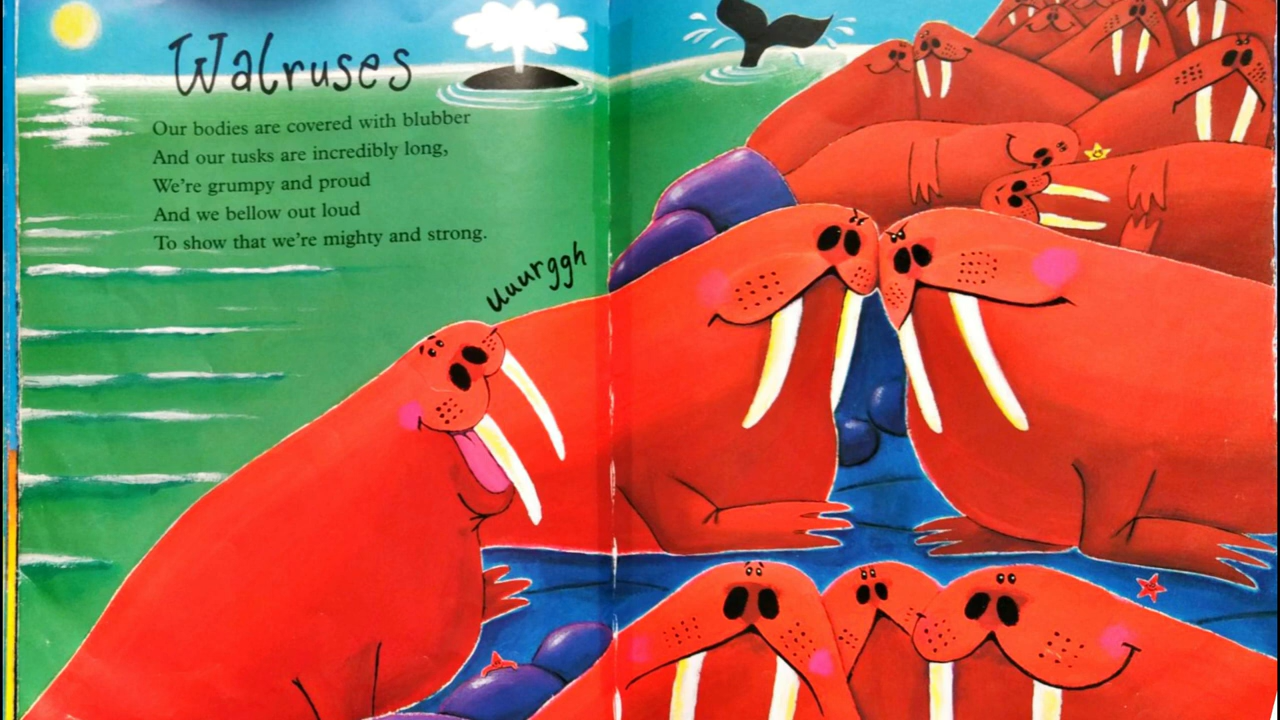 Walruses
Our bodies are covered with blubber
And our tusks are incredibly long,
We're grumpy and proud
And we bellow out loud
To show that we're mighty and strong.
uuurggh